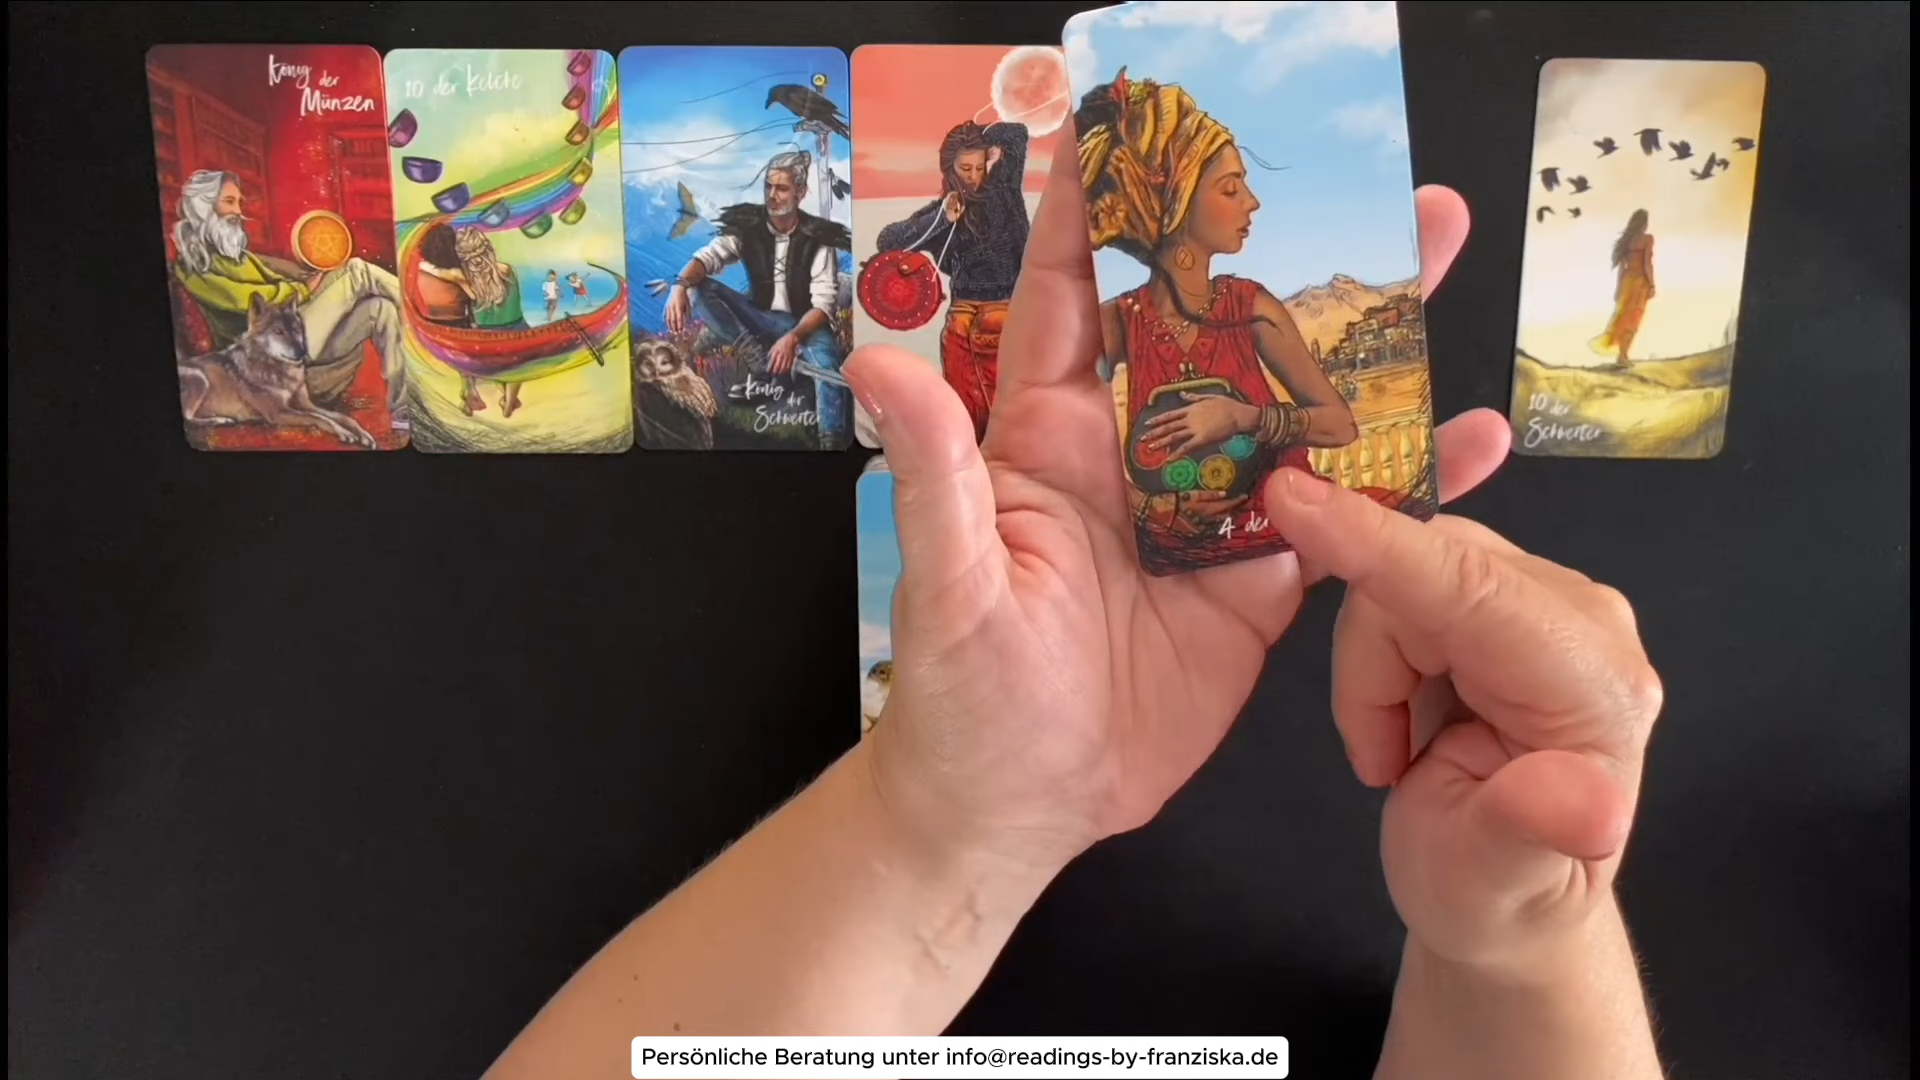 König
der
Münzen
10 der Kelche
König
der
Schwerter
4 der
10 der
Schwerter
Persönliche Beratung unter info@readings-by-franziska.de